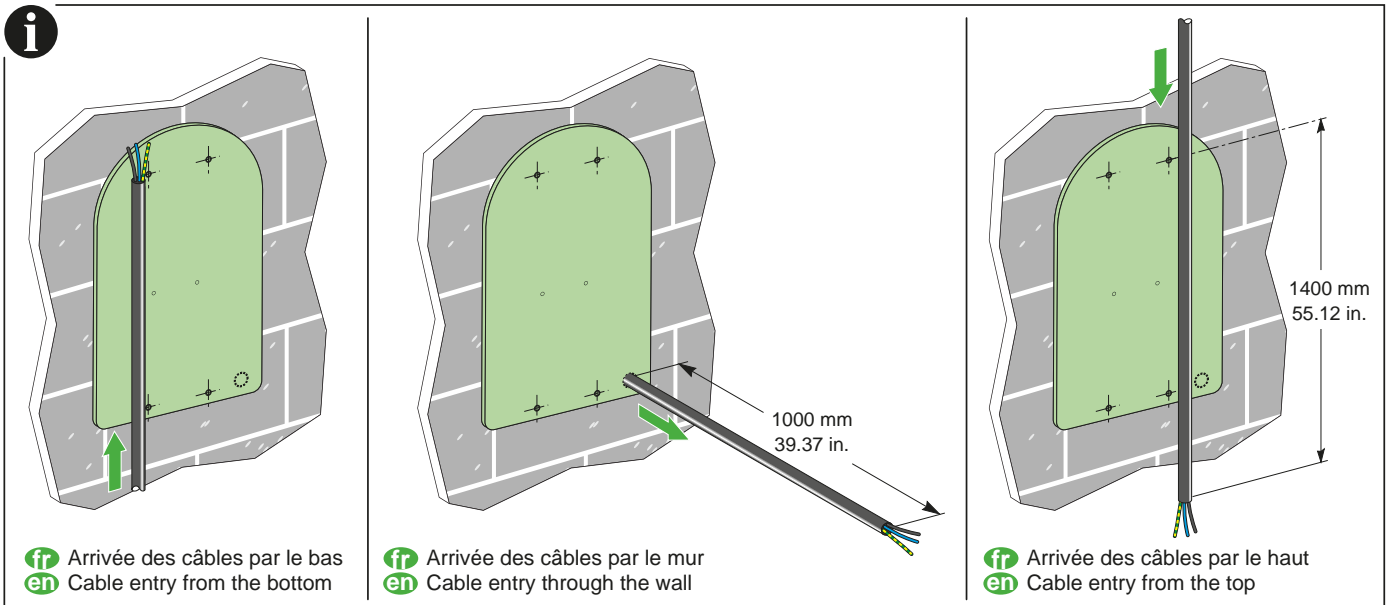 i
fr Arrivée des câbles par le bas
en Cable entry from the bottom
1000 mm
39.37 in.
fr Arrivée des câbles par le mur
en Cable entry through the wall
1400 mm
55.12 in.
fr Arrivée des câbles par le haut
en Cable entry from the top